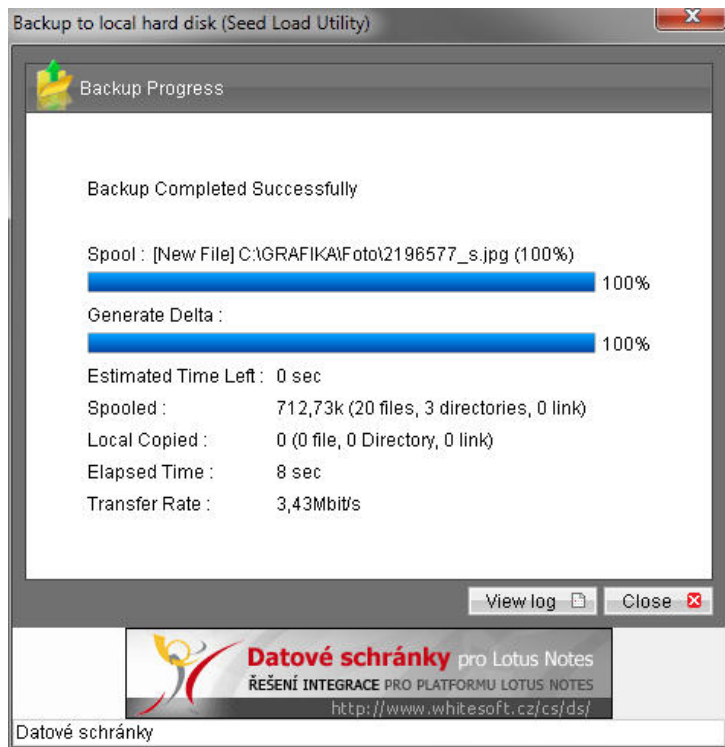 Backup to local hard disk (Seed Load Utility)
Backup Progress
Backup Completed Successfully
Spool : [New File] C:\GRAFIKA\Foto\2196577_s.jpg (100%)
100%
Generate Delta :
100%
Estimated Time Left : 0 sec
Spooled : 712,73k (20 files, 3 directories, 0 link)
Local Copied : 0 (0 file, 0 Directory, 0 link)
Elapsed Time : 8 sec
Transfer Rate : 3,43Mbit/s
View log Close
Datové schránky pro Lotus Notes
ŘEŠENÍ INTEGRACE PRO PLATFORMU LOTUS NOTES
http://www.whitesoft.cz/cs/ds/
Datové schránky